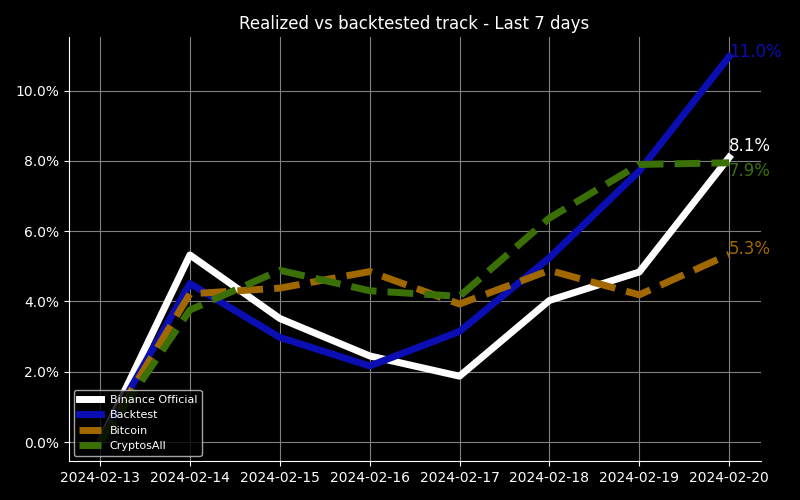 Realized vs backtested track - Last 7 days
11.0%
10.0%
8.1%
8.0%
7.9%
6.0%
5.3%
4.0%
2.0%
Binance Official
Backtest
Bitcoin
0.0%
CryptosAll
2024-02-13 2024-02-14 2024-02-15 2024-02-16 2024-02-17 2024-02-18 2024-02-19 2024-02-20